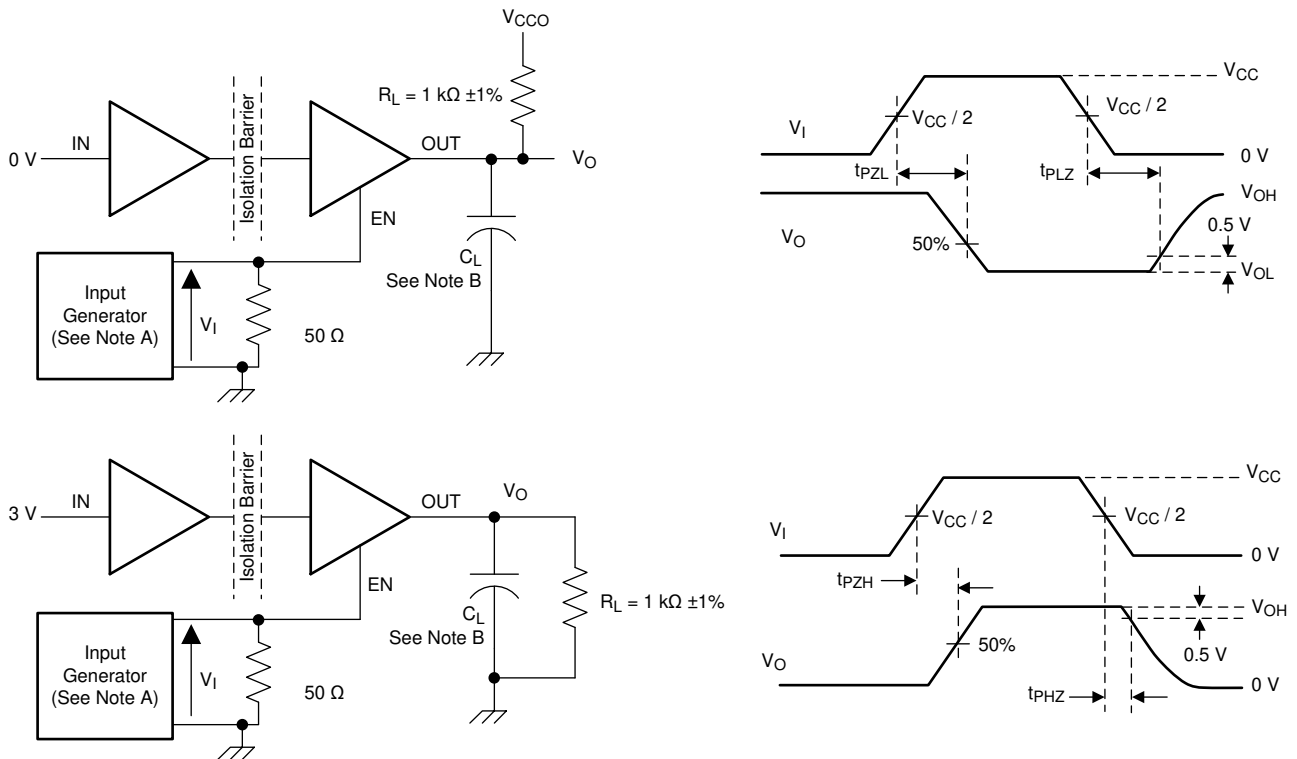 V_CCO
R_L = 1 kΩ ±1%
0 V
IN
Isolation Barrier
OUT
V_O
EN
C_L
See Note B
Input
Generator
(See Note A)
V_I
50 Ω
V_CC
V_CC / 2
V_CC / 2
V_I
0 V
t_PZL
t_PLZ
V_OH
0.5 V
V_O
50%
V_OL
3 V
IN
Isolation Barrier
OUT
V_O
EN
C_L
See Note B
R_L = 1 kΩ ±1%
Input
Generator
(See Note A)
V_I
50 Ω
V_CC
V_CC / 2
V_CC / 2
V_I
0 V
t_PZH
V_OH
50%
0.5 V
V_O
0 V
t_PHZ